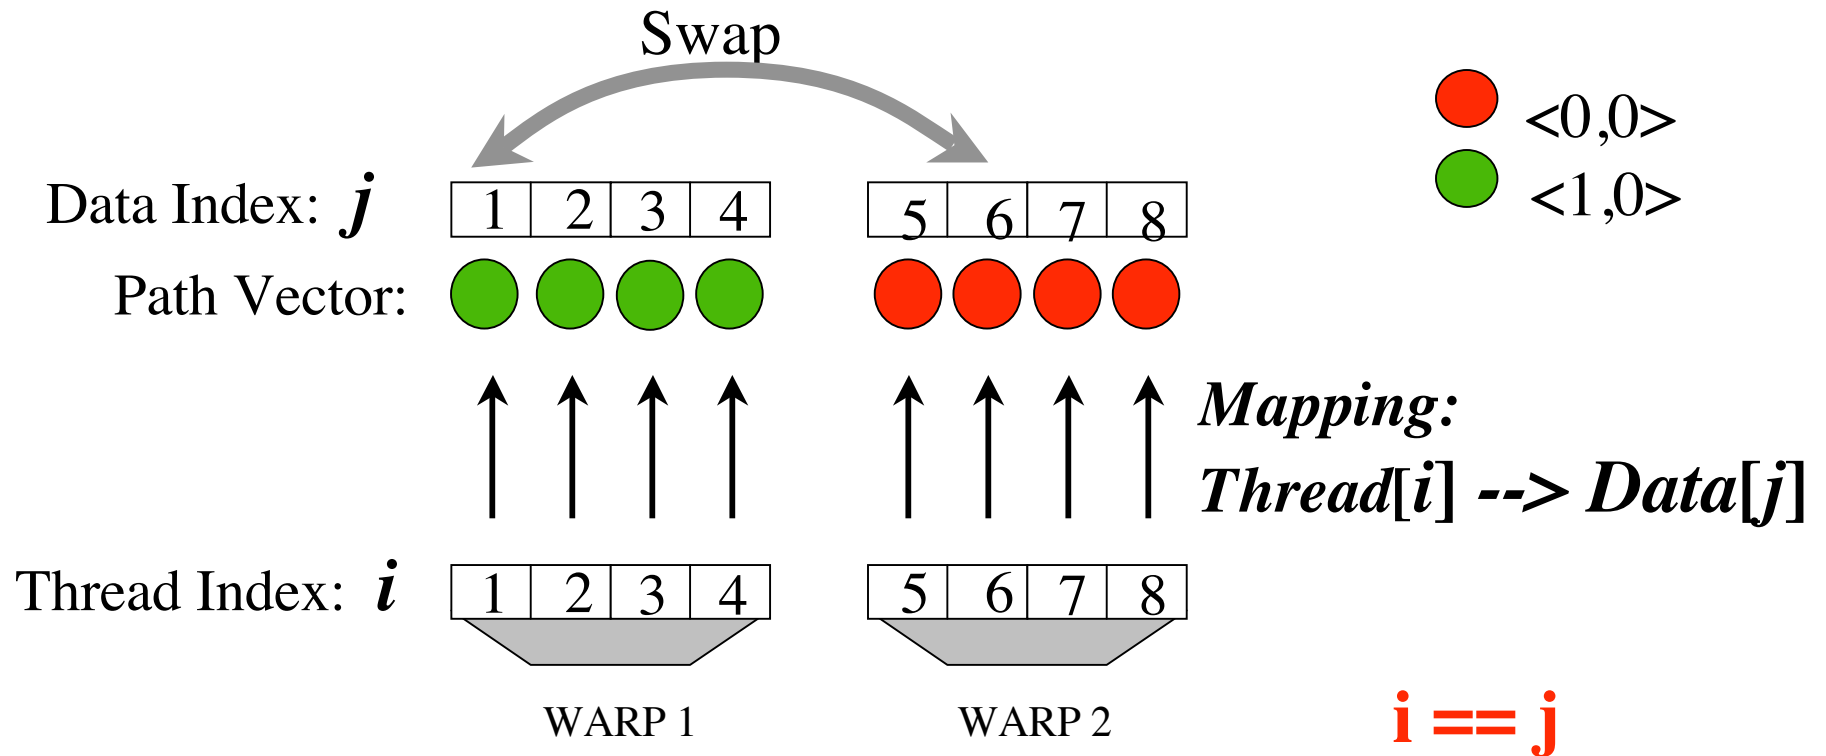 Swap
<0,0>
<1,0>
Data Index: j 1 2 3 4 5 6 7 8
Path Vector:
Mapping:
Thread[i] --> Data[j]
Thread Index: i 1 2 3 4 5 6 7 8
WARP 1 WARP 2
i == j